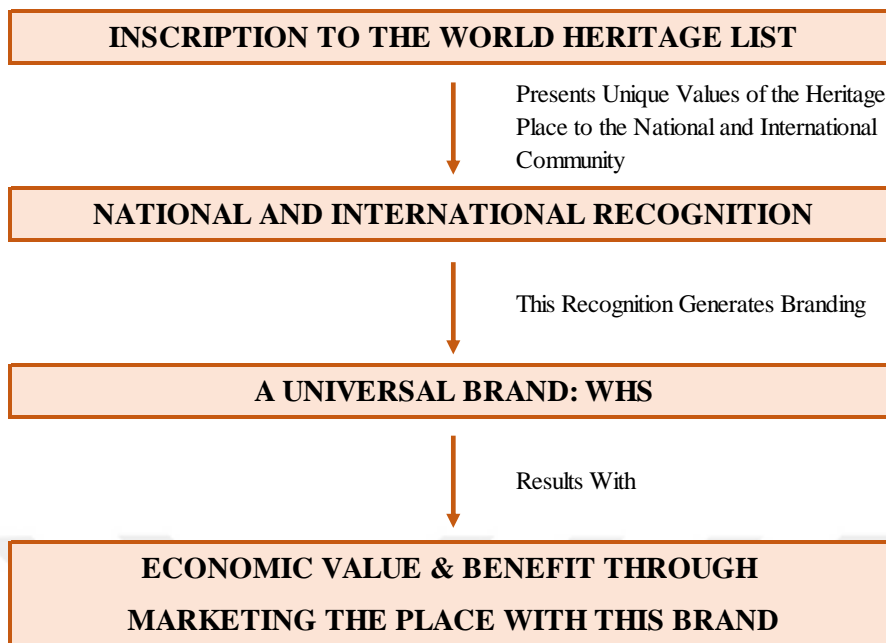 INSCRIPTION TO THE WORLD HERITAGE LIST
Presents Unique Values of the Heritage
Place to the National and International
Community
NATIONAL AND INTERNATIONAL RECOGNITION
This Recognition Generates Branding
A UNIVERSAL BRAND: WHS
Results With
ECONOMIC VALUE & BENEFIT THROUGH
MARKETING THE PLACE WITH THIS BRAND